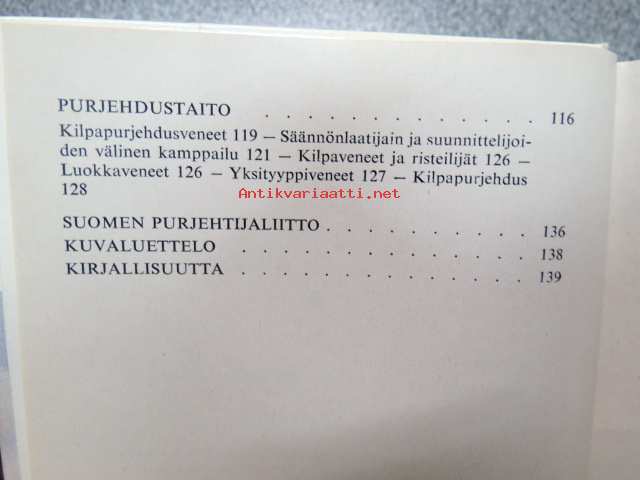 PURJEHDUSTAITO . . . . . . . . . . . . . 116
Kilpapurjehdusveneet 119 — Säännönlaatijain ja suunnittelijoi-
den välinen kamppailu 121 — Kilpaveneet ja risteilijät 126 —
Luokkaveneet 126 — Yksityyppiveneet 127 — Kilpapurjehdus
128
Antikvariaatti.net
SUOMEN PURJEHTIJALIITTO . . . . . . . . . . 136
KUVALUETTELO . . . . . . . . . . . . . 138
KIRJALLISUUTTA . . . . . . . . . . . . . 139